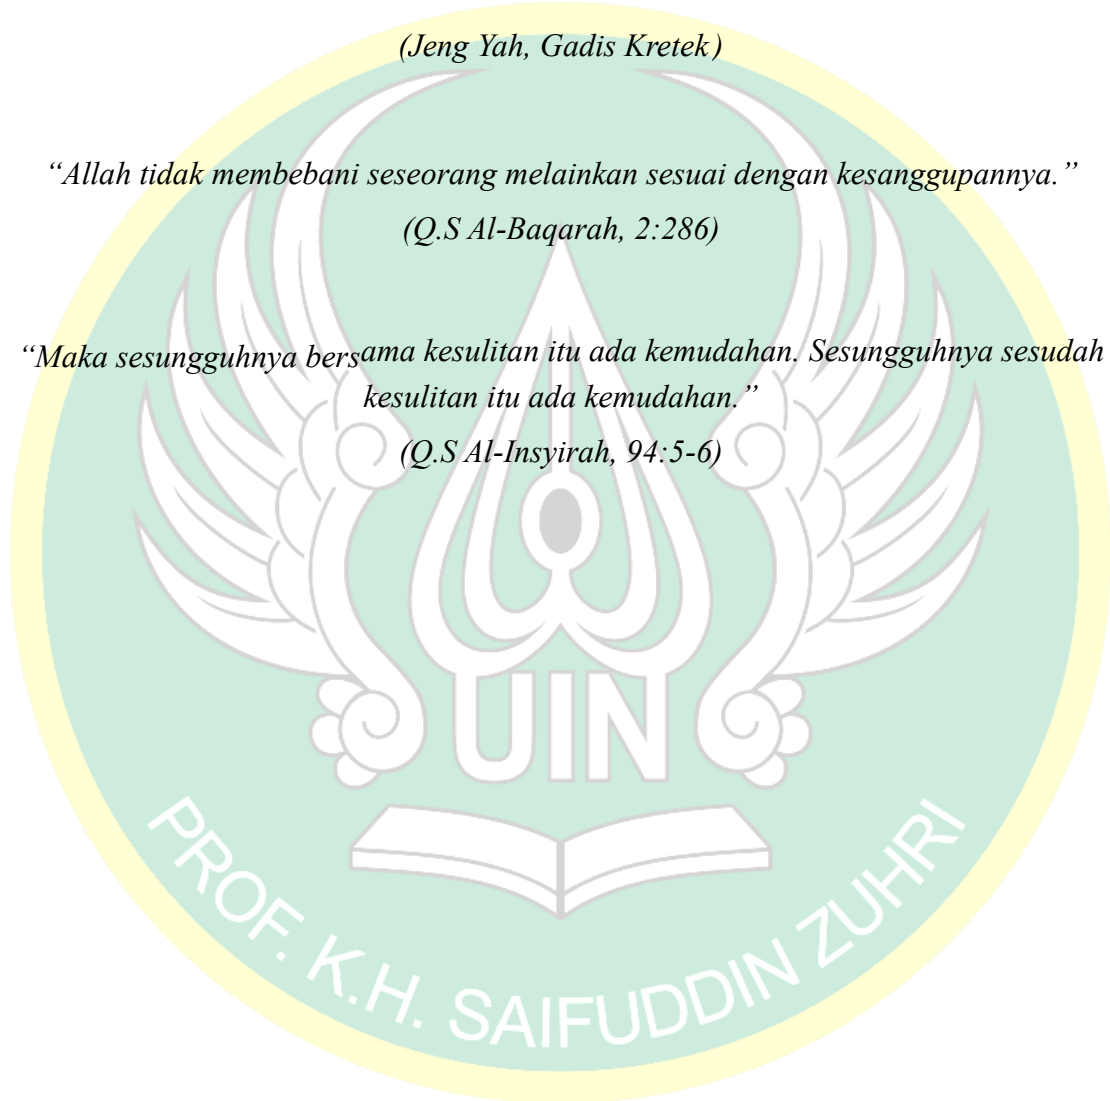 (Jeng Yah, Gadis Kretek)
“Allah tidak membebani seseorang melainkan sesuai dengan kesanggupannya.”
(Q.S Al-Baqarah, 2:286)
“Maka sesungguhnya bersama kesulitan itu ada kemudahan. Sesungguhnya sesudah
kesulitan itu ada kemudahan.”
(Q.S Al-Insyirah, 94:5-6)
UIN
PROF. K.H. SAIFUDDIN ZUHRI